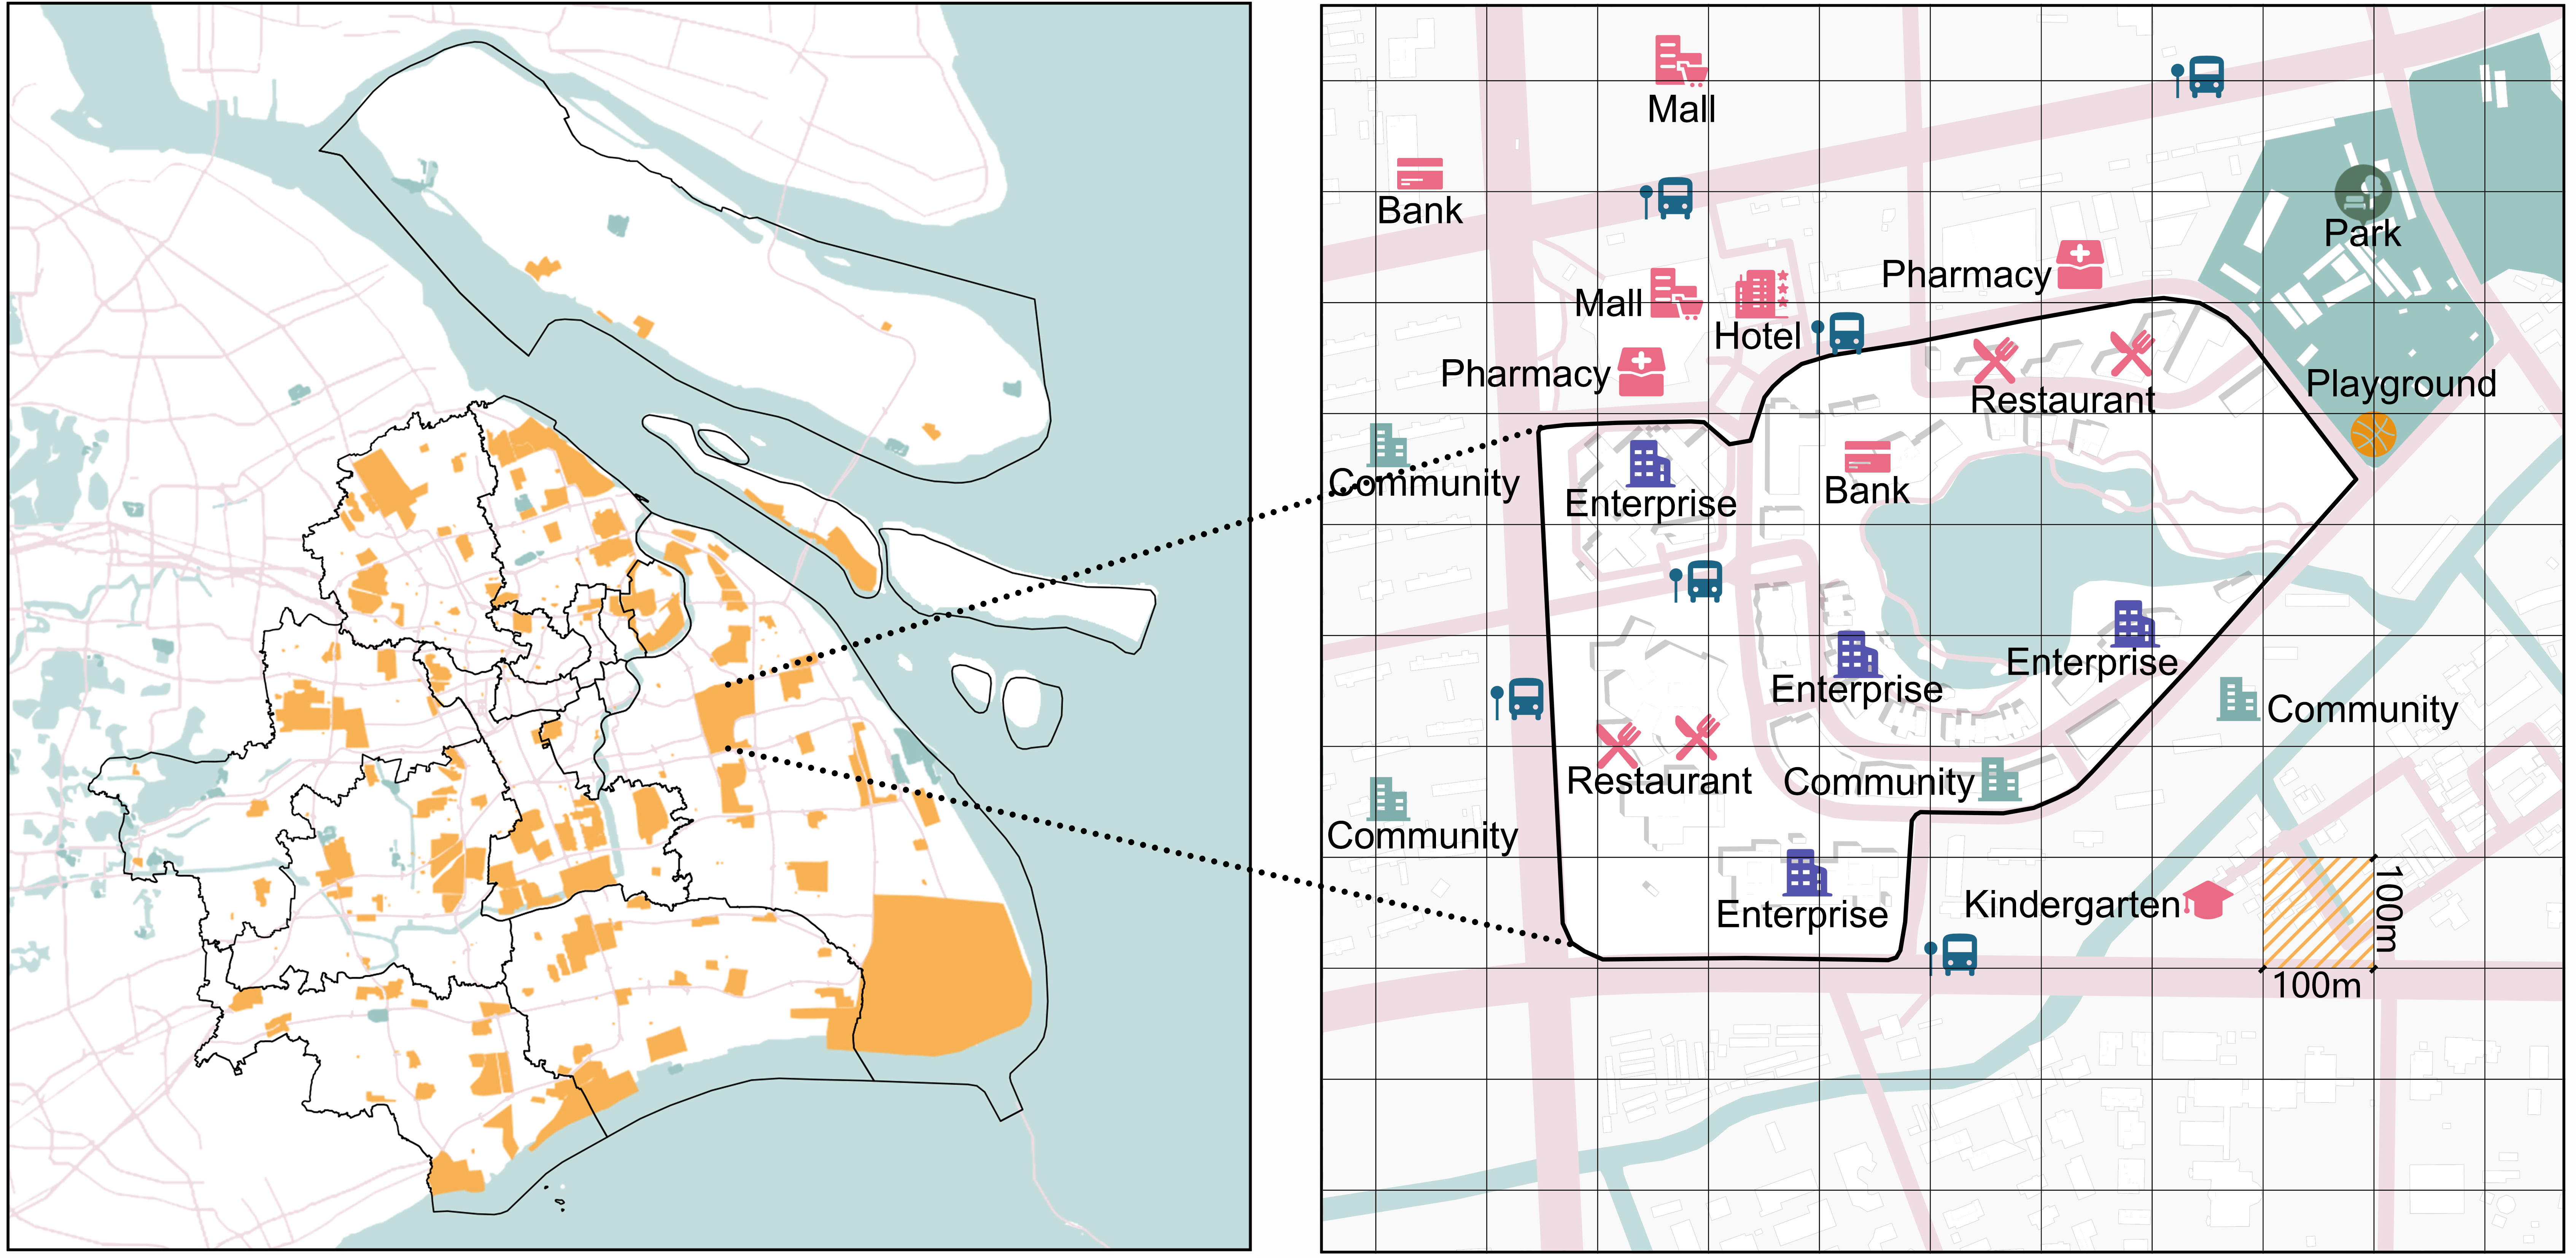 Mall
Bank
Park
Pharmacy
Mall
Hotel
Pharmacy
Playground
Restaurant
Community
Enterprise
Bank
Enterprise
Enterprise
Community
Restaurant
Community
Community
Enterprise
Kindergarten
100m
100m